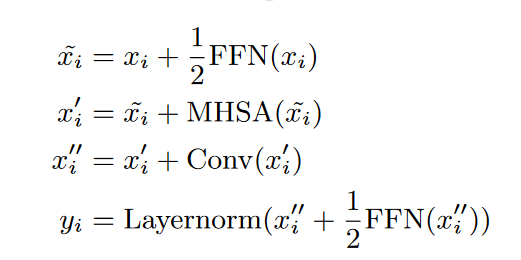 x̃ᵢ = xᵢ + ½FFN(xᵢ)
x′ᵢ = x̃ᵢ + MHSA(x̃ᵢ)
x″ᵢ = x′ᵢ + Conv(x′ᵢ)
yᵢ = Layernorm(x″ᵢ + ½FFN(x″ᵢ))